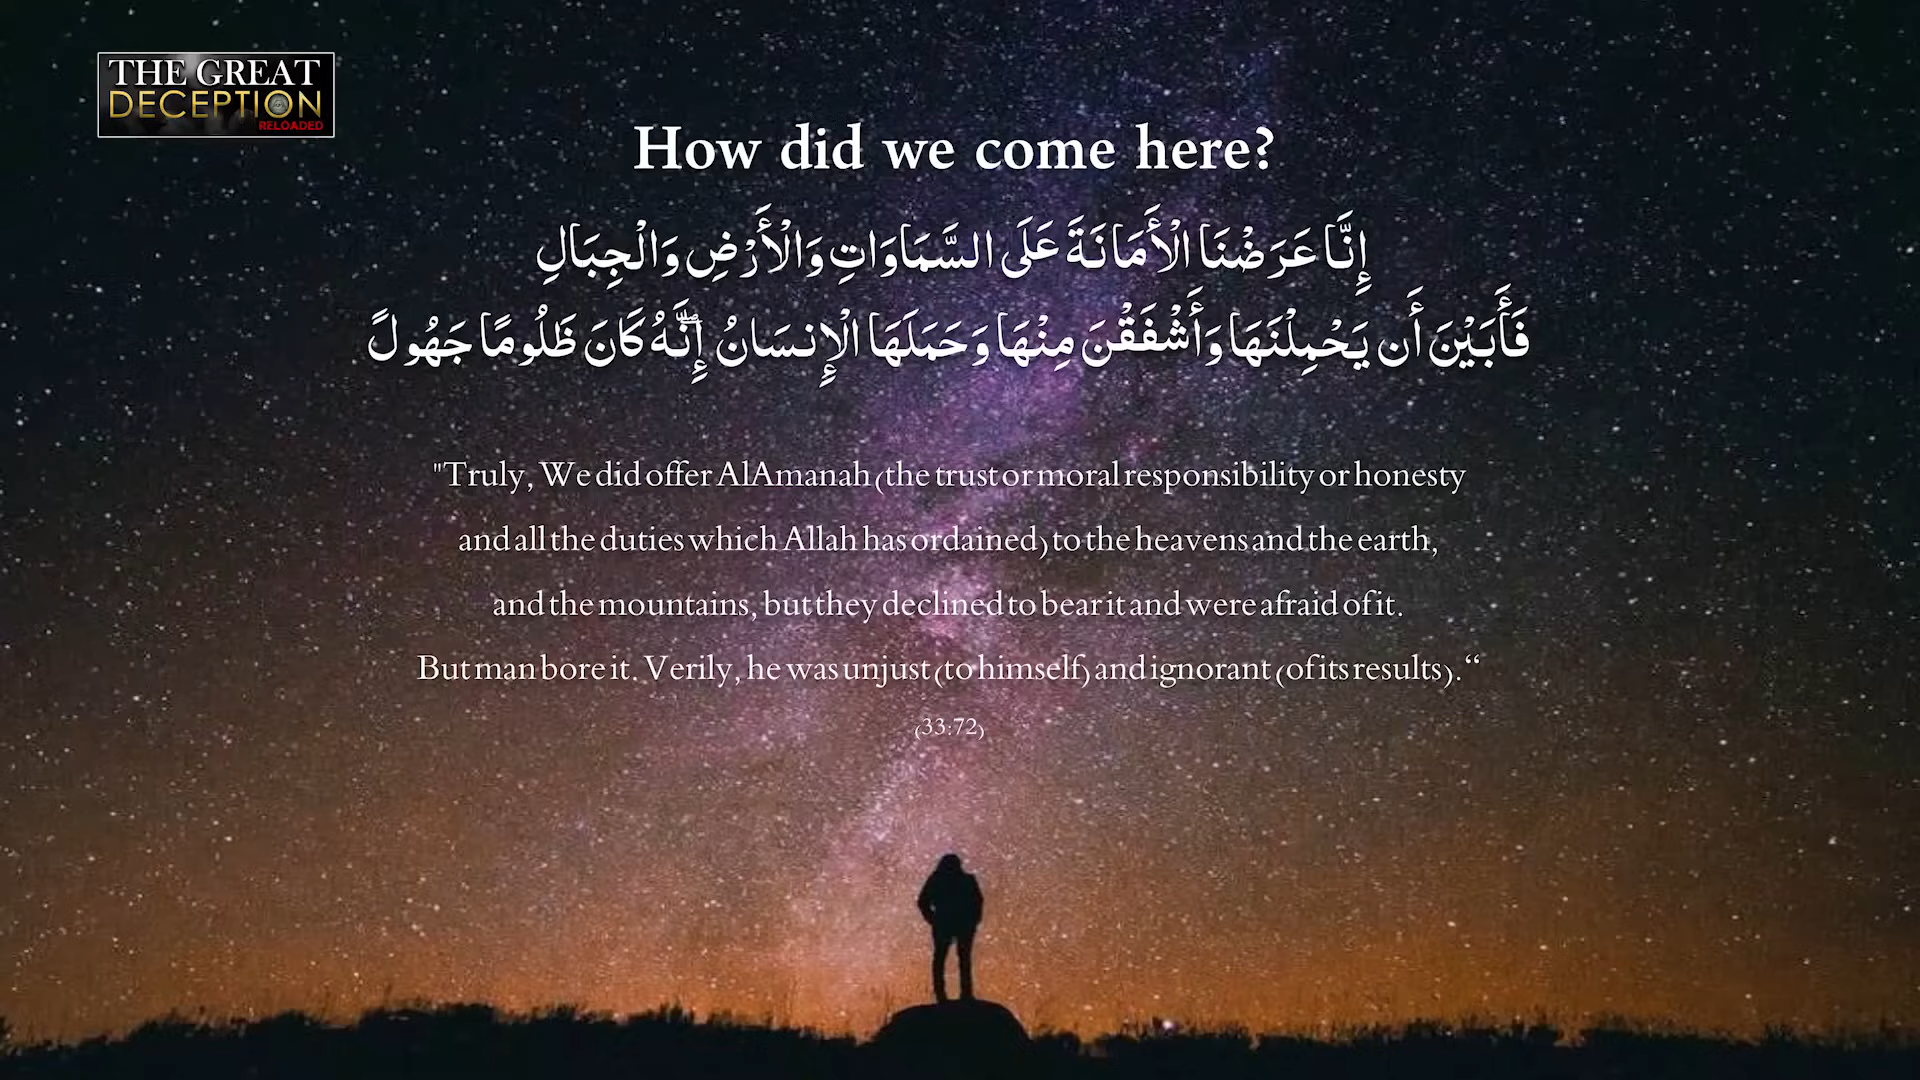 THE GREAT
DECEPTION
RELOADED
How did we come here?
إِنَّا عَرَضْنَا الْأَمَانَةَ عَلَى السَّمَاوَاتِ وَالْأَرْضِ وَالْجِبَالِ
فَأَبَيْنَ أَن يَحْمِلْنَهَا وَأَشْفَقْنَ مِنْهَا وَحَمَلَهَا الْإِنسَانُ ۖ إِنَّهُ كَانَ ظَلُومًا جَهُولً
"Truly, We did offer AlAmanah (the trust or moral responsibility or honesty
and all the duties which Allah has ordained) to the heavens and the earth,
and the mountains, but they declined to bear it and were afraid of it.
But man bore it. Verily, he was unjust (to himself) and ignorant (of its results). “
(33:72)